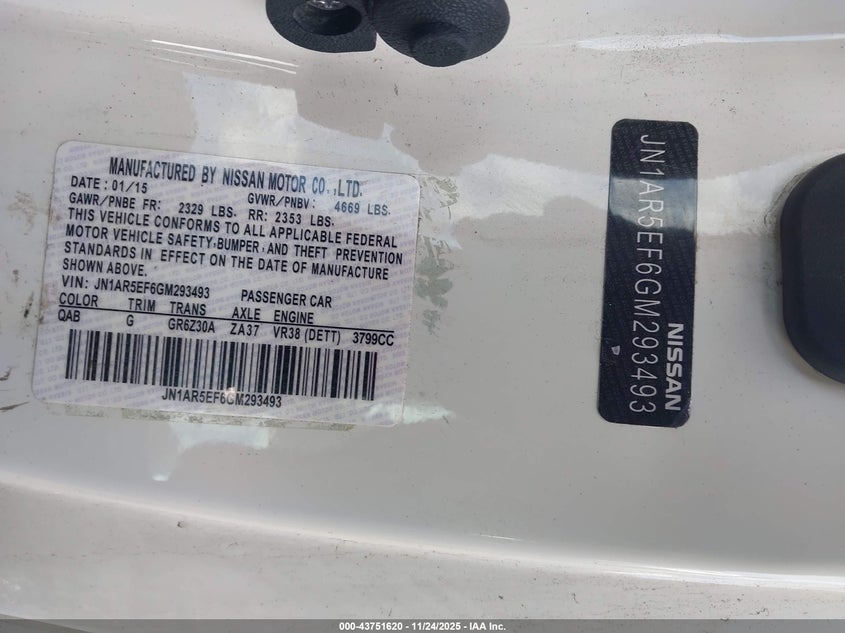 MANUFACTURED BY NISSAN MOTOR CO.,LTD.
DATE: 01/15 GVWR/PNBV: 4669 LBS.
GAWR/PNBE FR: 2329 LBS. RR: 2353 LBS.
THIS VEHICLE CONFORMS TO ALL APPLICABLE FEDERAL
MOTOR VEHICLE SAFETY, BUMPER, AND THEFT PREVENTION
STANDARDS IN EFFECT ON THE DATE OF MANUFACTURE
SHOWN ABOVE.
VIN: JN1AR5EF6GM293493 PASSENGER CAR
COLOR TRIM TRANS AXLE ENGINE
QAB G GR6Z30A ZA37 VR38 (DETT) 3799CC
JN1AR5EF6GM293493
JN1AR5EF6GM293493
NISSAN
000-43751620 - 11/24/2025 - IAA Inc.